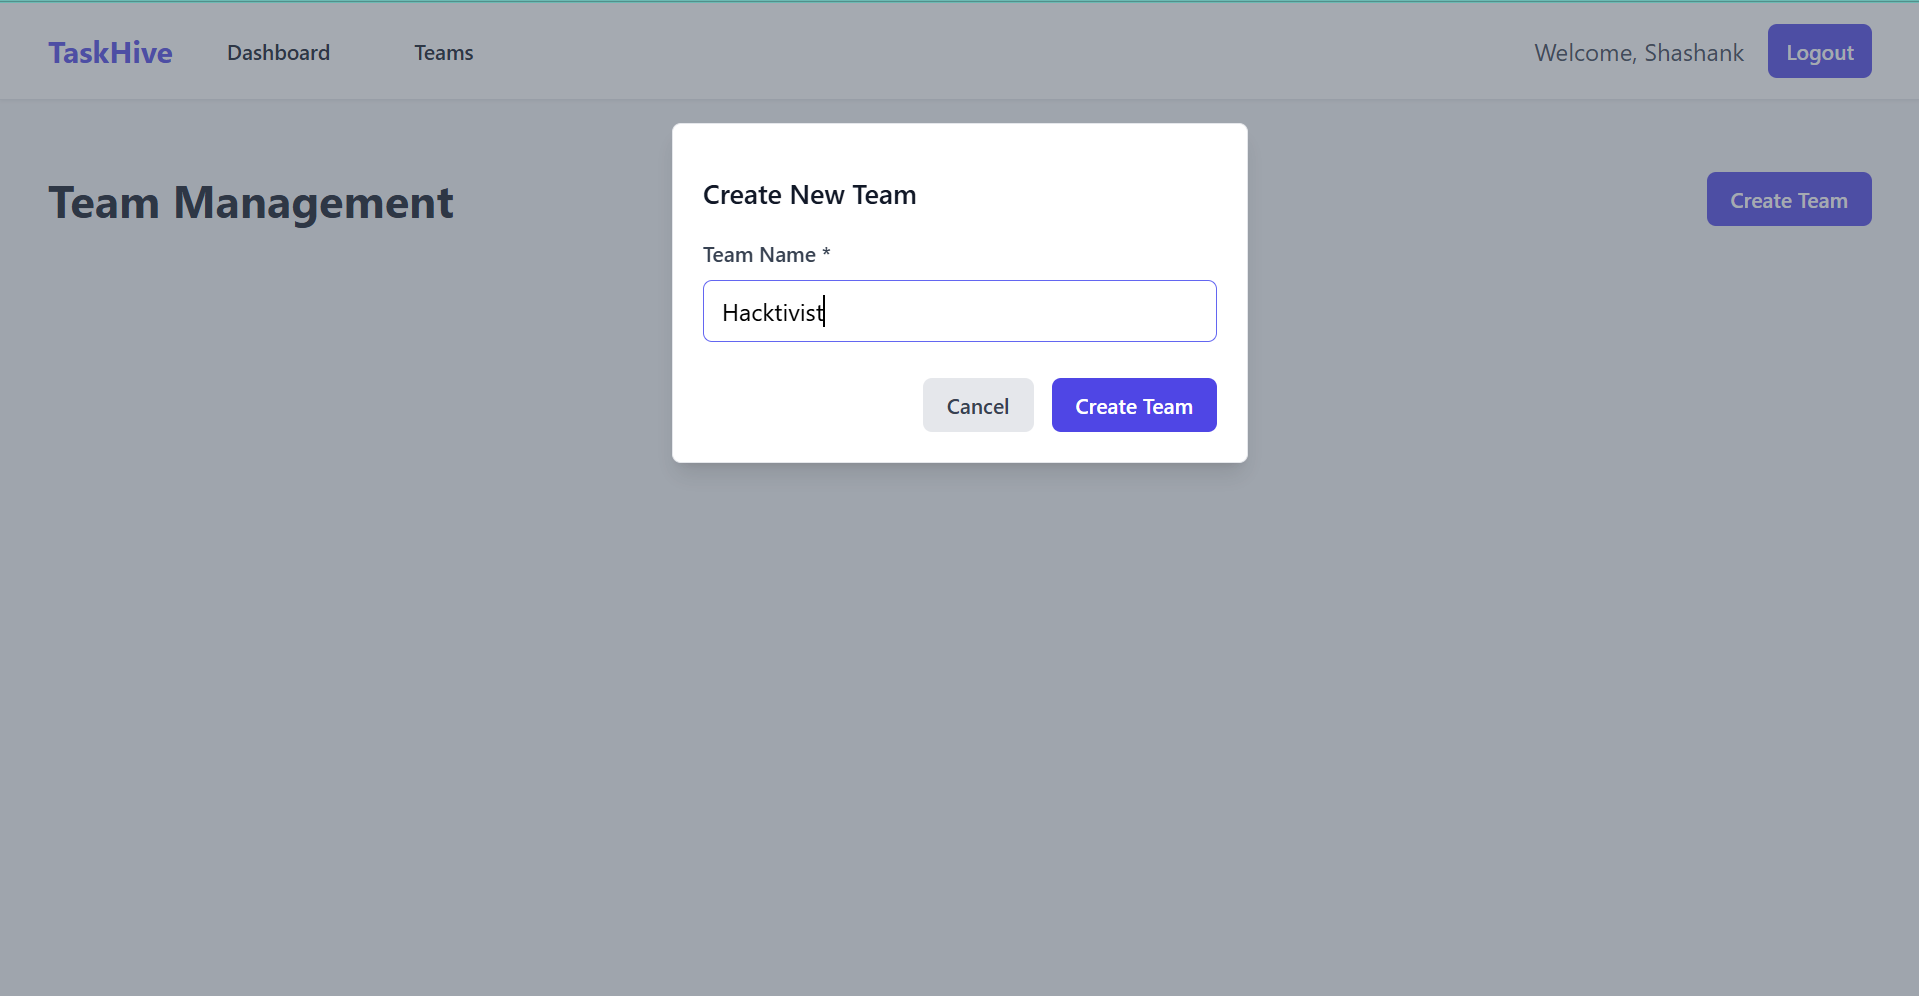 TaskHive Dashboard Teams Welcome, Shashank Logout
Team Management
Create Team
Create New Team
Team Name *
Hacktivist
Cancel Create Team